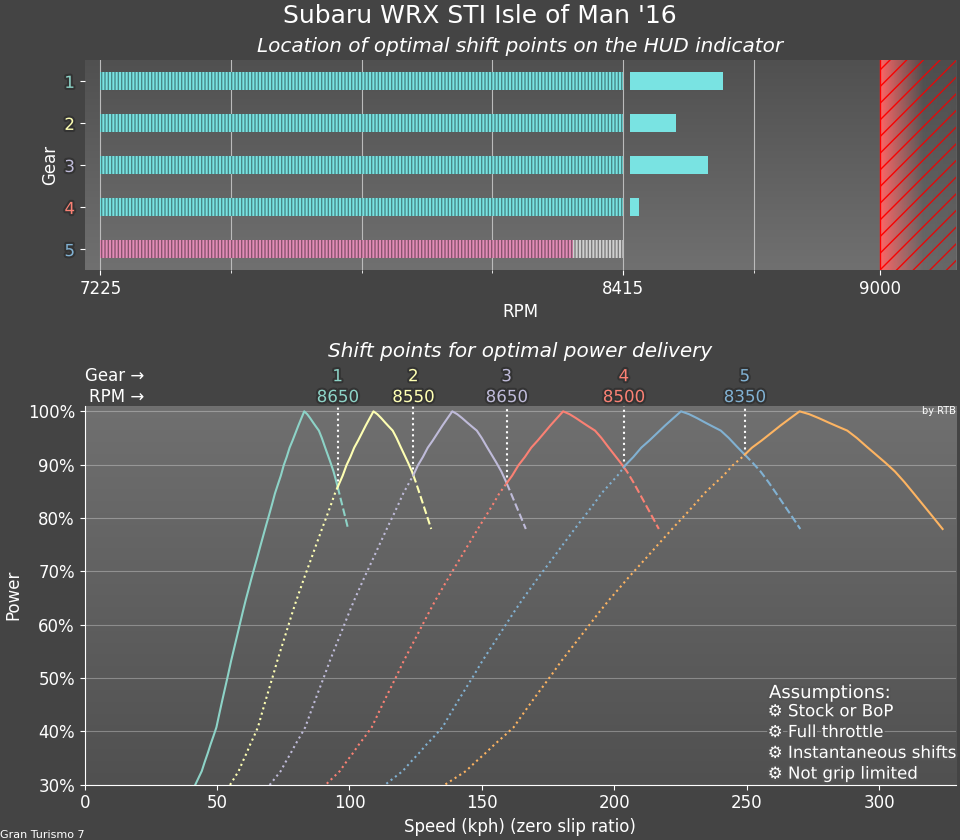 Subaru WRX STI Isle of Man '16
Location of optimal shift points on the HUD indicator
Gear
1
2
3
4
5
7225 8415 9000
RPM
Shift points for optimal power delivery
Gear → 1 2 3 4 5
RPM → 8650 8550 8650 8500 8350
by RTB
Power
100%
90%
80%
70%
60%
50%
40%
30%
Assumptions:
⚙ Stock or BoP
⚙ Full throttle
⚙ Instantaneous shifts
⚙ Not grip limited
0 50 100 150 200 250 300
Speed (kph) (zero slip ratio)
Gran Turismo 7